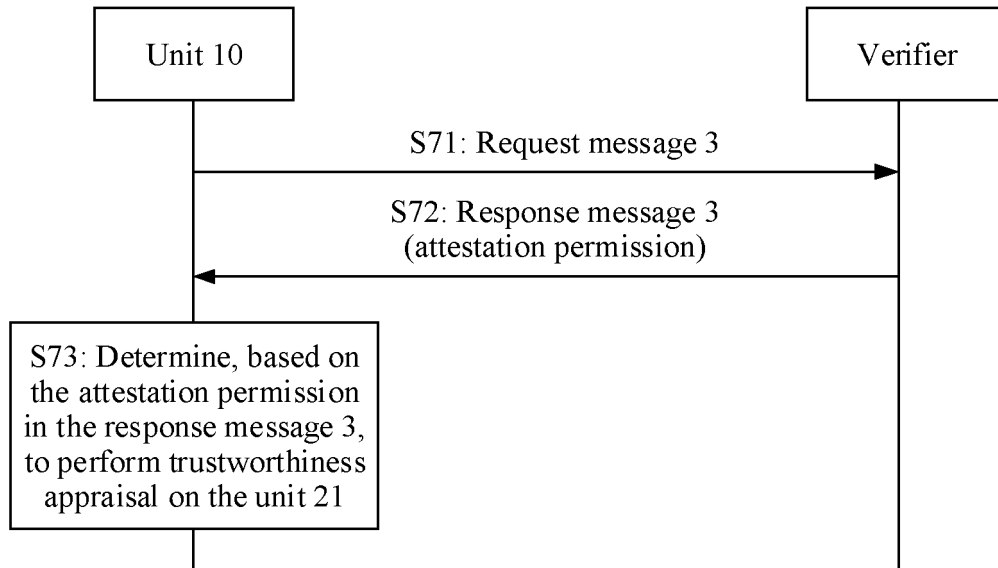 Unit 10
Verifier
S71: Request message 3
S72: Response message 3
(attestation permission)
S73: Determine, based on
the attestation permission
in the response message 3,
to perform trustworthiness
appraisal on the unit 21